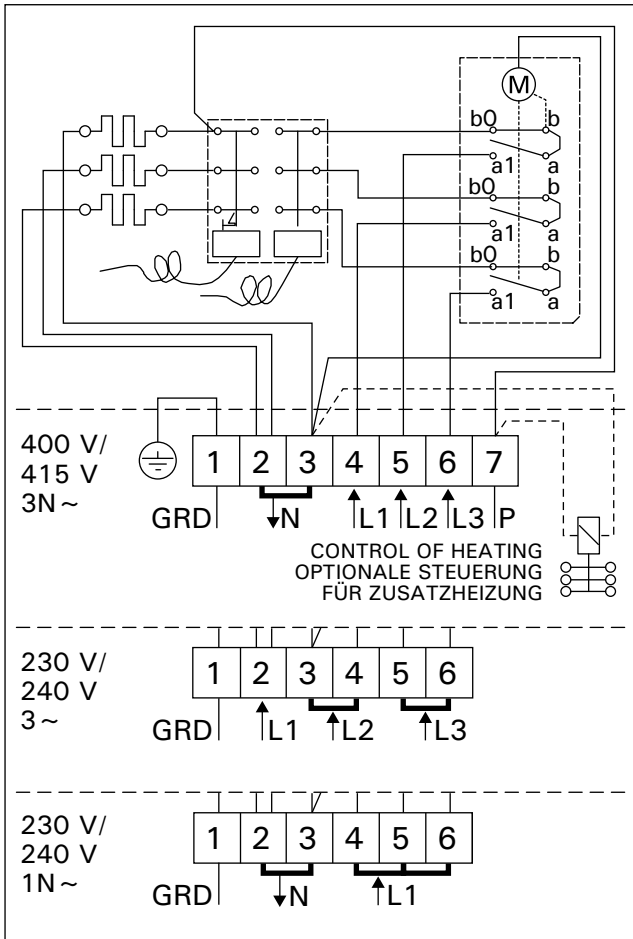 M
b0 b
a1 a
b0 b
a1 a
b0 b
a1 a
400 V/
415 V
3N~
1 2 3 4 5 6 7
GRD N L1 L2 L3 P
CONTROL OF HEATING
OPTIONALE STEUERUNG
FÜR ZUSATZHEIZUNG
230 V/
240 V
3~
1 2 3 4 5 6
GRD L1 L2 L3
230 V/
240 V
1N~
1 2 3 4 5 6
GRD N L1